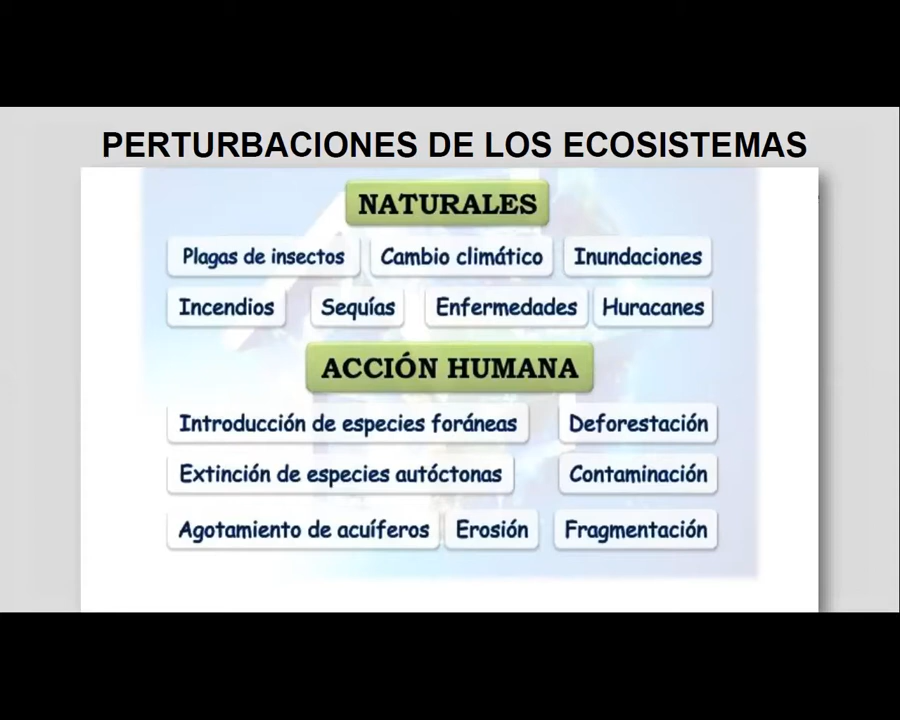 PERTURBACIONES DE LOS ECOSISTEMAS
NATURALES
Plagas de insectos Cambio climático Inundaciones
Incendios Sequías Enfermedades Huracanes
ACCIÓN HUMANA
Introducción de especies foráneas Deforestación
Extinción de especies autóctonas Contaminación
Agotamiento de acuíferos Erosión Fragmentación